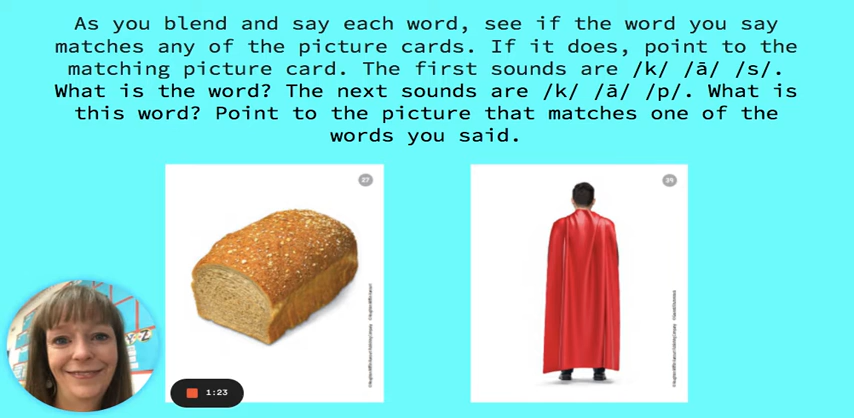 As you blend and say each word, see if the word you say
matches any of the picture cards. If it does, point to the
matching picture card. The first sounds are /k/ /ā/ /s/.
What is the word? The next sounds are /k/ /ā/ /p/. What is
this word? Point to the picture that matches one of the
words you said.
27
1:23